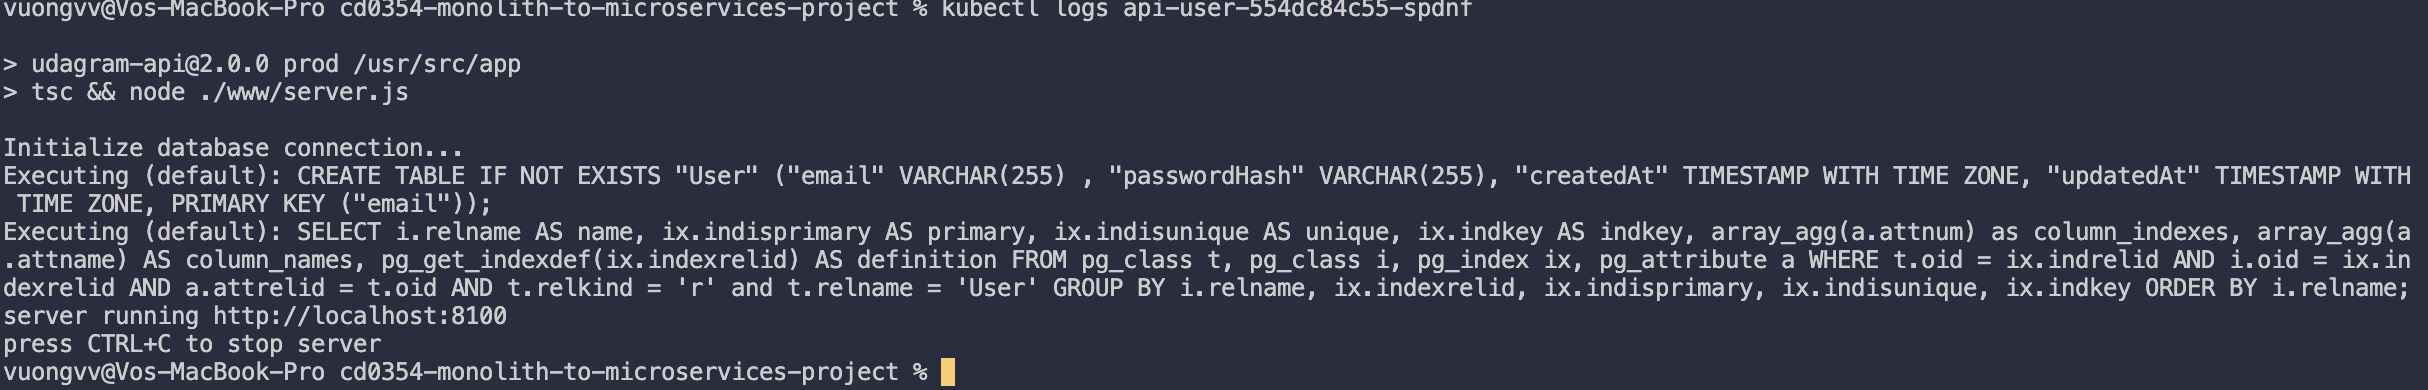 vuongvv@Vos-MacBook-Pro cd0354-monolith-to-microservices-project % kubectl logs api-user-554dc84c55-spdnf
> udagram-api@2.0.0 prod /usr/src/app
> tsc && node ./www/server.js
Initialize database connection...
Executing (default): CREATE TABLE IF NOT EXISTS "User" ("email" VARCHAR(255) , "passwordHash" VARCHAR(255), "createdAt" TIMESTAMP WITH TIME ZONE, "updatedAt" TIMESTAMP WITH
 TIME ZONE, PRIMARY KEY ("email"));
Executing (default): SELECT i.relname AS name, ix.indisprimary AS primary, ix.indisunique AS unique, ix.indkey AS indkey, array_agg(a.attnum) as column_indexes, array_agg(a
.attname) AS column_names, pg_get_indexdef(ix.indexrelid) AS definition FROM pg_class t, pg_class i, pg_index ix, pg_attribute a WHERE t.oid = ix.indrelid AND i.oid = ix.in
dexrelid AND a.attrelid = t.oid AND t.relkind = 'r' and t.relname = 'User' GROUP BY i.relname, ix.indexrelid, ix.indisprimary, ix.indisunique, ix.indkey ORDER BY i.relname;
server running http://localhost:8100
press CTRL+C to stop server
vuongvv@Vos-MacBook-Pro cd0354-monolith-to-microservices-project %